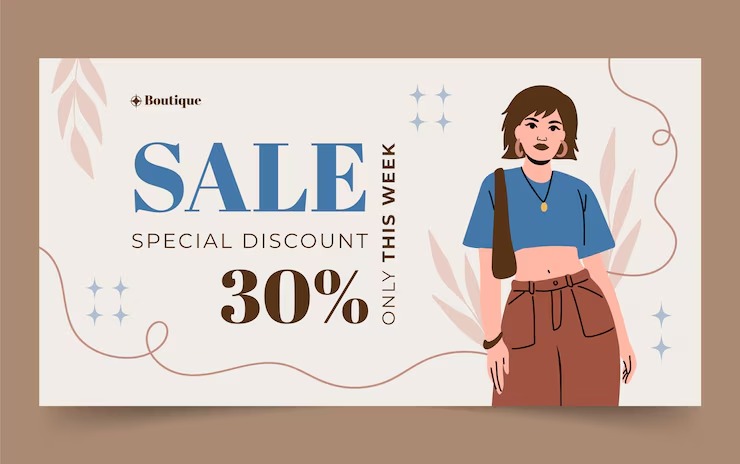 Boutique
SALE
SPECIAL DISCOUNT
30%
ONLY THIS WEEK